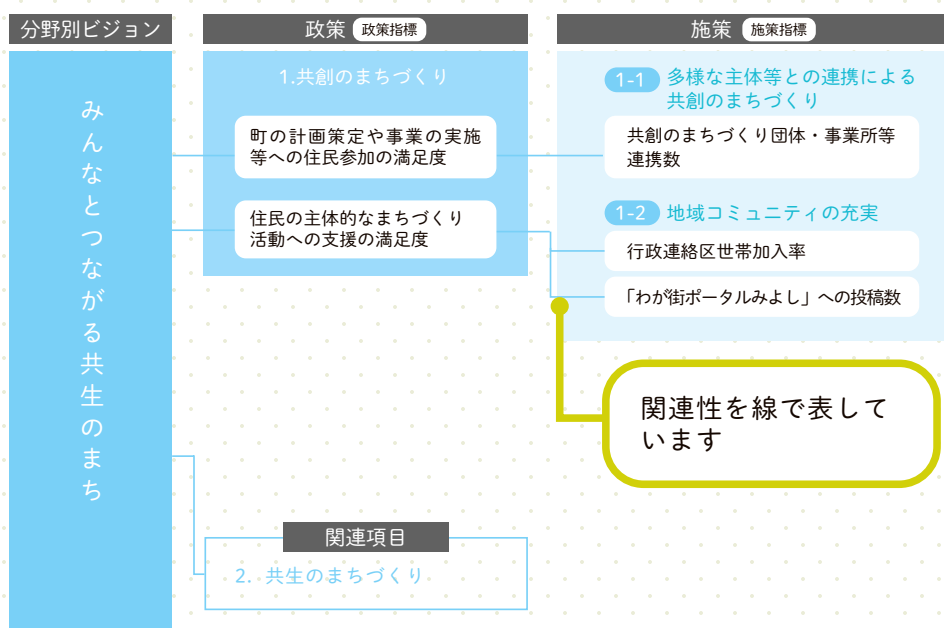 分野別ビジョン
みんなとつながる共生のまち
政策 政策指標
1.共創のまちづくり
町の計画策定や事業の実施
等への住民参加の満足度
住民の主体的なまちづくり
活動への支援の満足度
施策 施策指標
1-1 多様な主体等との連携による
共創のまちづくり
共創のまちづくり団体・事業所等
連携数
1-2 地域コミュニティの充実
行政連絡区世帯加入率
「わが街ポータルみよし」への投稿数
関連性を線で表して
います
関連項目
2. 共生のまちづくり